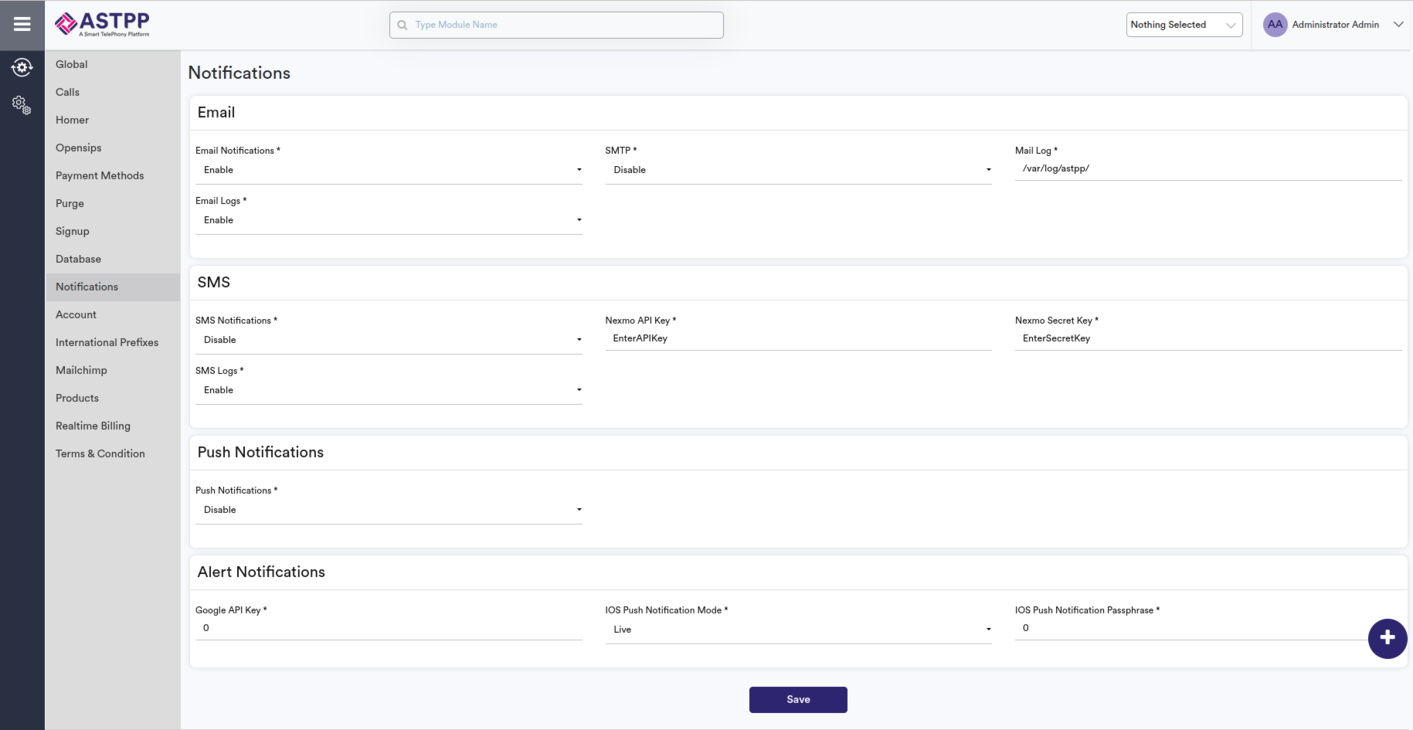 ASTPP
A Smart TelePhony Platform
Type Module Name
Nothing Selected
AA
Administrator Admin
Global
Calls
Homer
Opensips
Payment Methods
Purge
Signup
Database
Notifications
Account
International Prefixes
Mailchimp
Products
Realtime Billing
Terms & Condition
Notifications
Email
Email Notifications *
Enable
SMTP *
Disable
Mail Log *
/var/log/astpp/
Email Logs *
Enable
SMS
SMS Notifications *
Disable
Nexmo API Key *
EnterAPIKey
Nexmo Secret Key *
EnterSecretKey
SMS Logs *
Enable
Push Notifications
Push Notifications *
Disable
Alert Notifications
Google API Key *
0
IOS Push Notification Mode *
Live
IOS Push Notification Passphrase *
0
Save